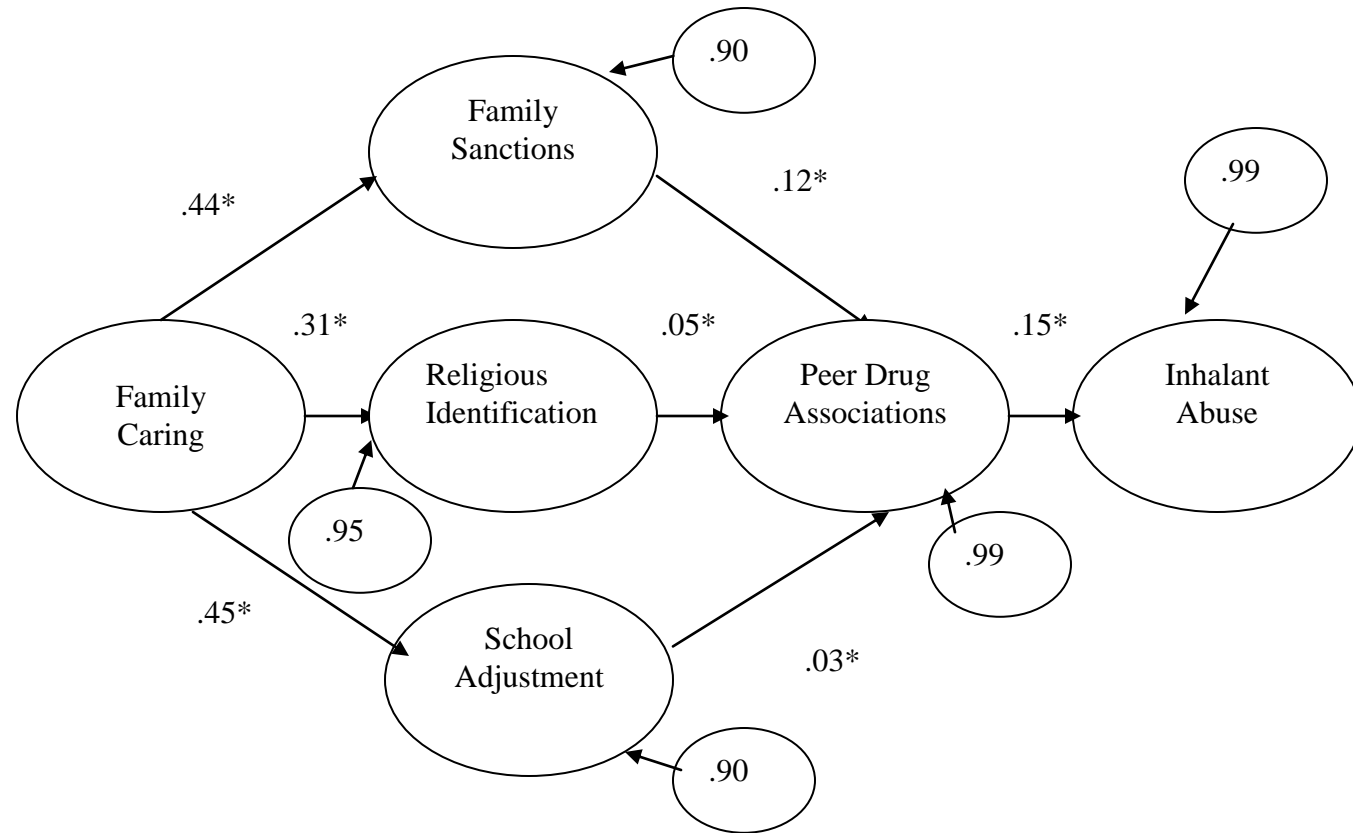 .90
Family
Sanctions
.99
.12*
.44*
.31*
.05*
.15*
Religious
Identification
Peer Drug
Associations
Inhalant
Abuse
Family
Caring
.95
.99
.45*
School
Adjustment
.03*
.90